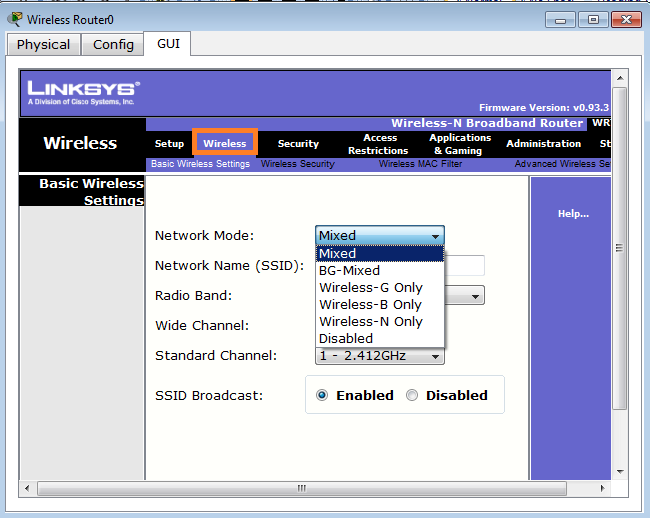 Wireless Router0
Physical Config GUI
LINKSYS®
A Division of Cisco Systems, Inc.
Firmware Version: v0.93.3
Wireless-N Broadband Router WR
Wireless
Setup Wireless Security Access Restrictions Applications & Gaming Administration St
Basic Wireless Settings Wireless Security Wireless MAC Filter Advanced Wireless Se
Basic Wireless
Settings
Help...
Network Mode: Mixed
Mixed
Network Name (SSID):
BG-Mixed
Wireless-G Only
Radio Band:
Wireless-B Only
Wide Channel:
Wireless-N Only
Disabled
Standard Channel: 1 - 2.412GHz
SSID Broadcast: Enabled Disabled